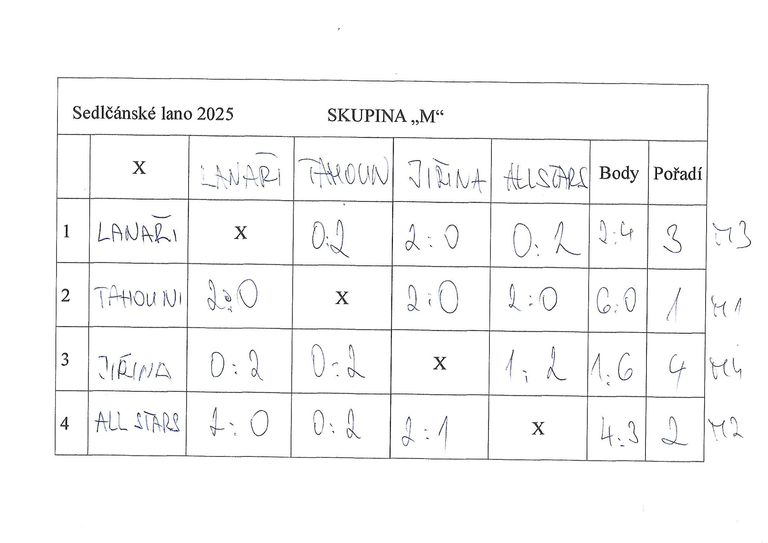 Sedlčánské lano 2025 SKUPINA „M“
X LANAŘI TAHOUNI JIŘINA ALLSTARS Body Pořadí
1 LANAŘI X 0:2 2:0 0:2 2:4 3 M3
2 TAHOUNI 2:0 X 2:0 2:0 6:0 1 M1
3 JIŘINA 0:2 0:2 X 1:2 1:6 4 M4
4 ALL STARS 2:0 0:2 2:1 X 4:3 2 M2